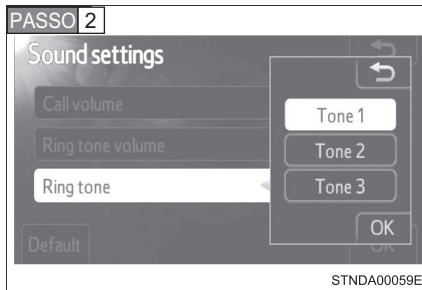 PASSO 2
Sound settings
Call volume
Ring tone volume
Ring tone
Default
Tone 1
Tone 2
Tone 3
OK
OK
STNDA00059E